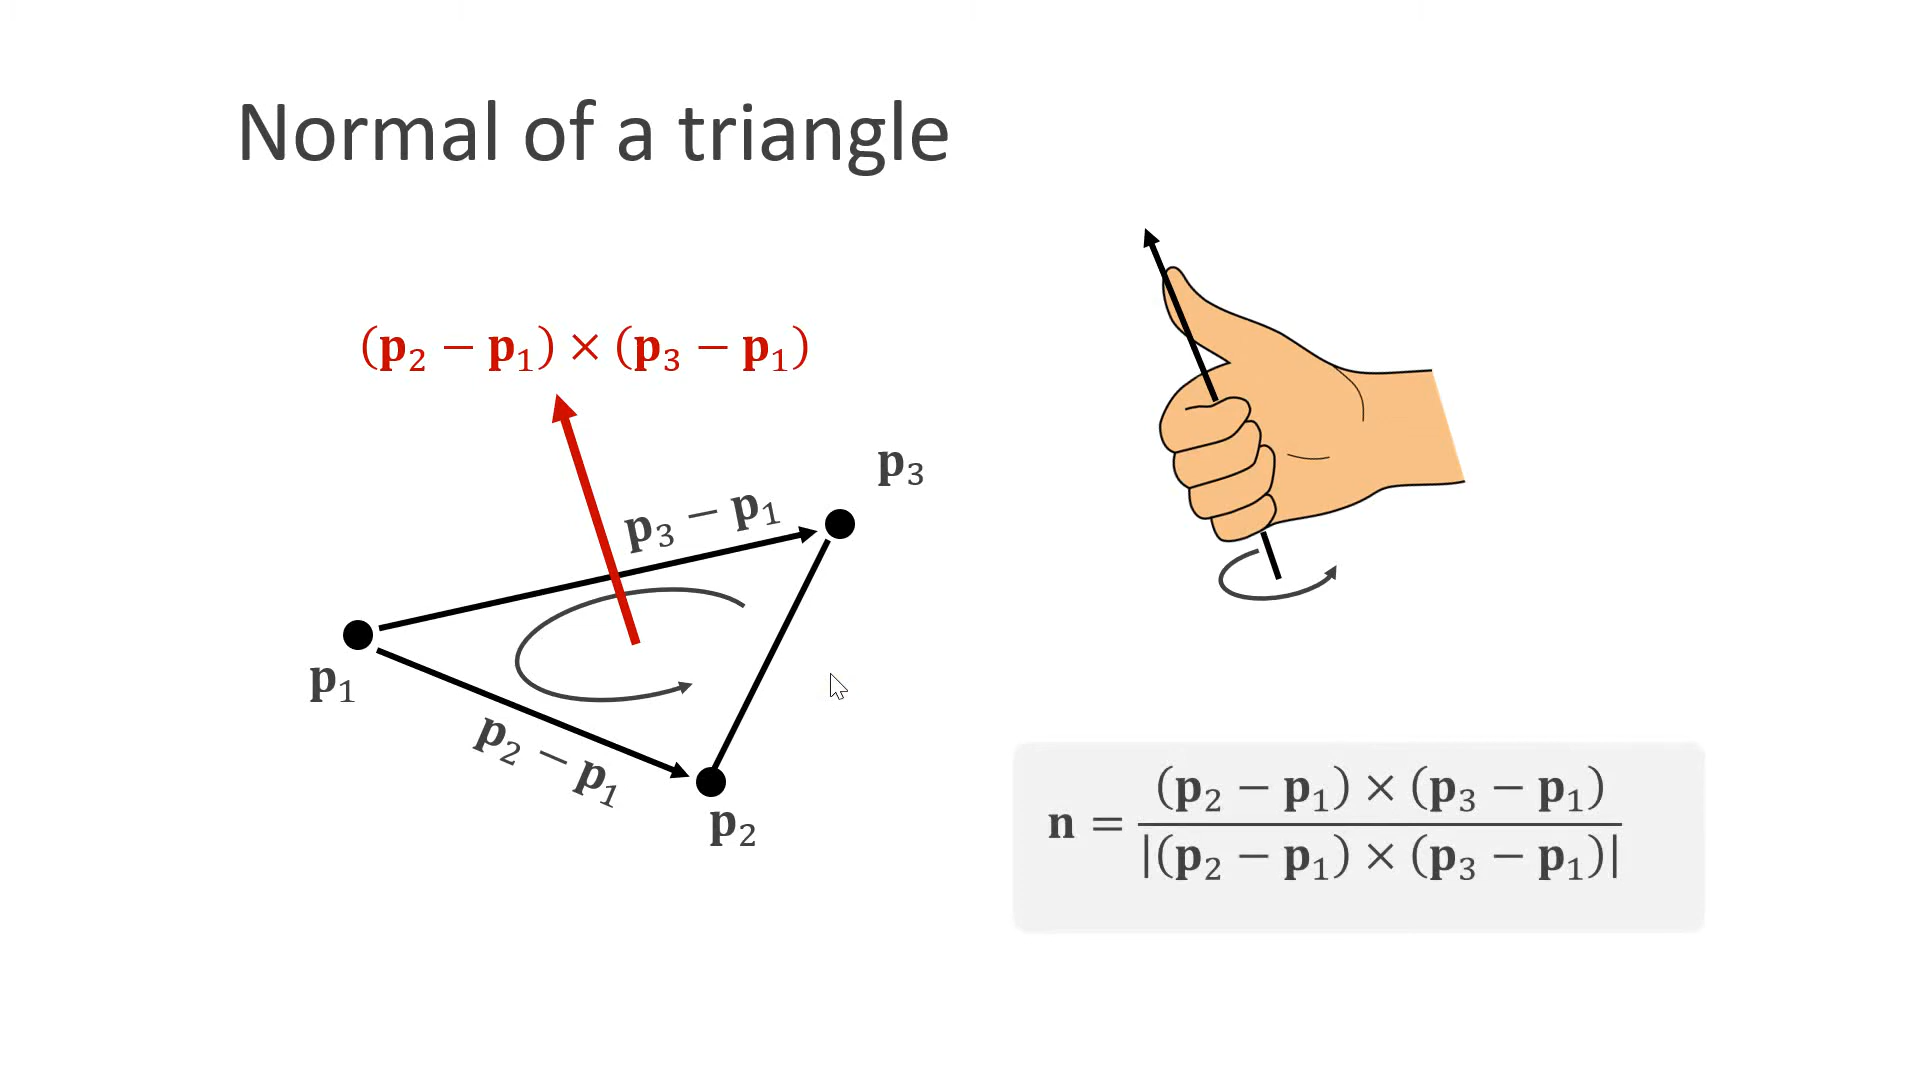 Normal of a triangle
(𝐩₂ − 𝐩₁) × (𝐩₃ − 𝐩₁)
𝐩₃
𝐩₃ − 𝐩₁
𝐩₁
𝐩₂ − 𝐩₁
𝐩₂
𝐧 = (𝐩₂ − 𝐩₁) × (𝐩₃ − 𝐩₁)
|(𝐩₂ − 𝐩₁) × (𝐩₃ − 𝐩₁)|